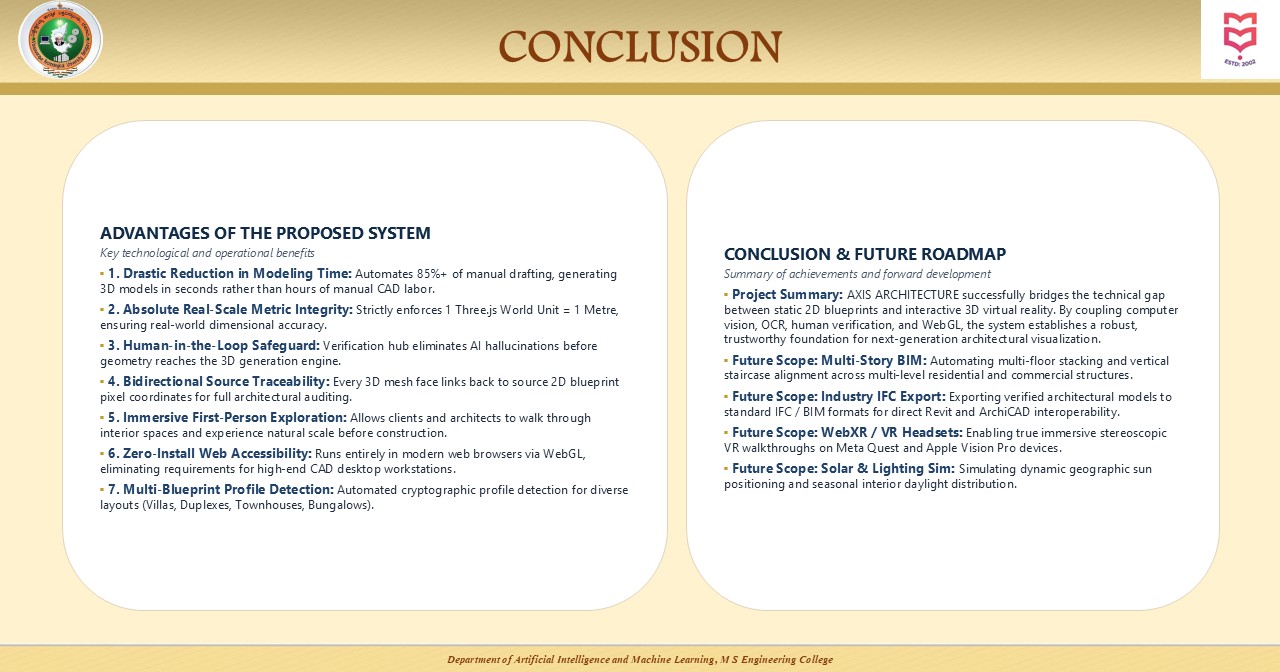 CONCLUSION
ESTD: 2002
ADVANTAGES OF THE PROPOSED SYSTEM
Key technological and operational benefits
▪ 1. Drastic Reduction in Modeling Time: Automates 85%+ of manual drafting, generating
3D models in seconds rather than hours of manual CAD labor.
▪ 2. Absolute Real-Scale Metric Integrity: Strictly enforces 1 Three.js World Unit = 1 Metre,
ensuring real-world dimensional accuracy.
▪ 3. Human-in-the-Loop Safeguard: Verification hub eliminates AI hallucinations before
geometry reaches the 3D generation engine.
▪ 4. Bidirectional Source Traceability: Every 3D mesh face links back to source 2D blueprint
pixel coordinates for full architectural auditing.
▪ 5. Immersive First-Person Exploration: Allows clients and architects to walk through
interior spaces and experience natural scale before construction.
▪ 6. Zero-Install Web Accessibility: Runs entirely in modern web browsers via WebGL,
eliminating requirements for high-end CAD desktop workstations.
▪ 7. Multi-Blueprint Profile Detection: Automated cryptographic profile detection for diverse
layouts (Villas, Duplexes, Townhouses, Bungalows).
CONCLUSION & FUTURE ROADMAP
Summary of achievements and forward development
▪ Project Summary: AXIS ARCHITECTURE successfully bridges the technical gap
between static 2D blueprints and interactive 3D virtual reality. By coupling computer
vision, OCR, human verification, and WebGL, the system establishes a robust,
trustworthy foundation for next-generation architectural visualization.
▪ Future Scope: Multi-Story BIM: Automating multi-floor stacking and vertical
staircase alignment across multi-level residential and commercial structures.
▪ Future Scope: Industry IFC Export: Exporting verified architectural models to
standard IFC / BIM formats for direct Revit and ArchiCAD interoperability.
▪ Future Scope: WebXR / VR Headsets: Enabling true immersive stereoscopic
VR walkthroughs on Meta Quest and Apple Vision Pro devices.
▪ Future Scope: Solar & Lighting Sim: Simulating dynamic geographic sun
positioning and seasonal interior daylight distribution.
Department of Artificial Intelligence and Machine Learning, M S Engineering College